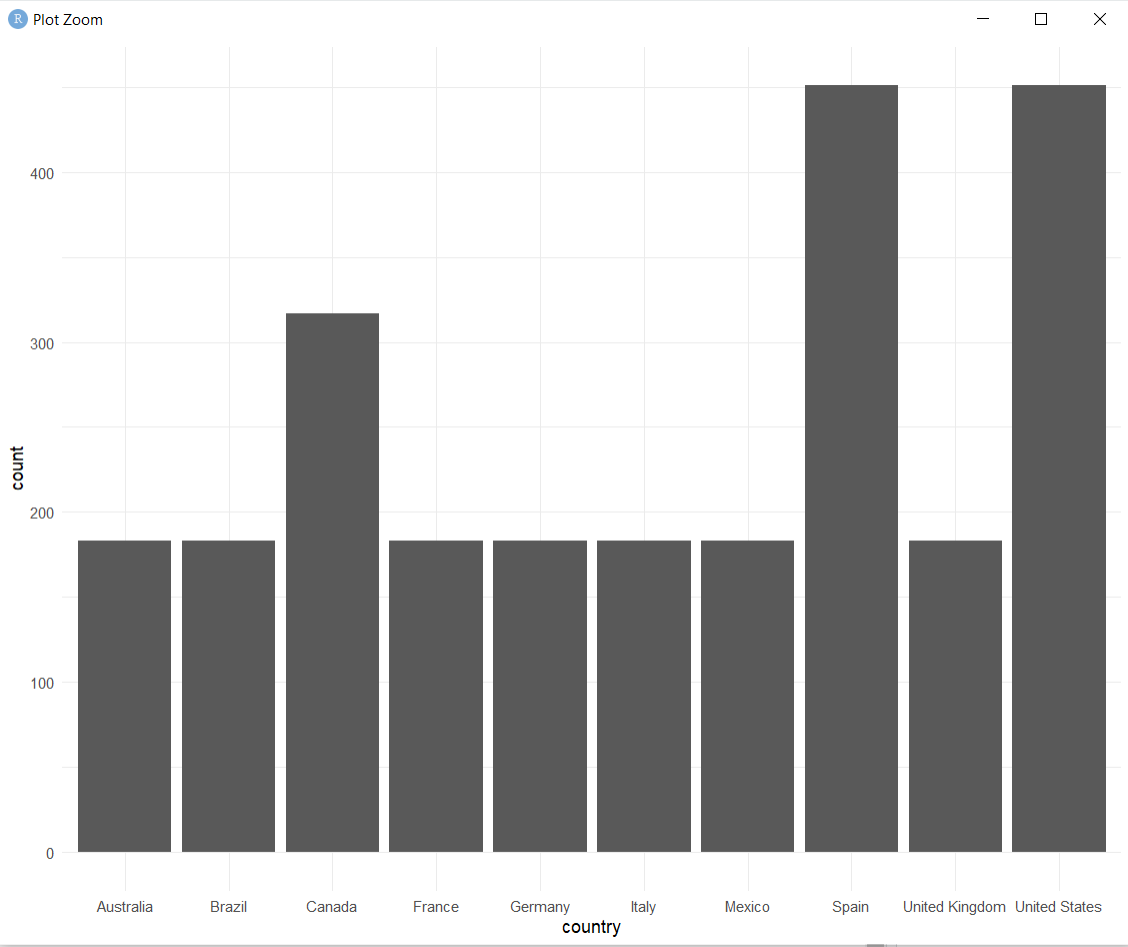 R Plot Zoom
400
300
200
100
0
count
Australia Brazil Canada France Germany Italy Mexico Spain United Kingdom United States
country